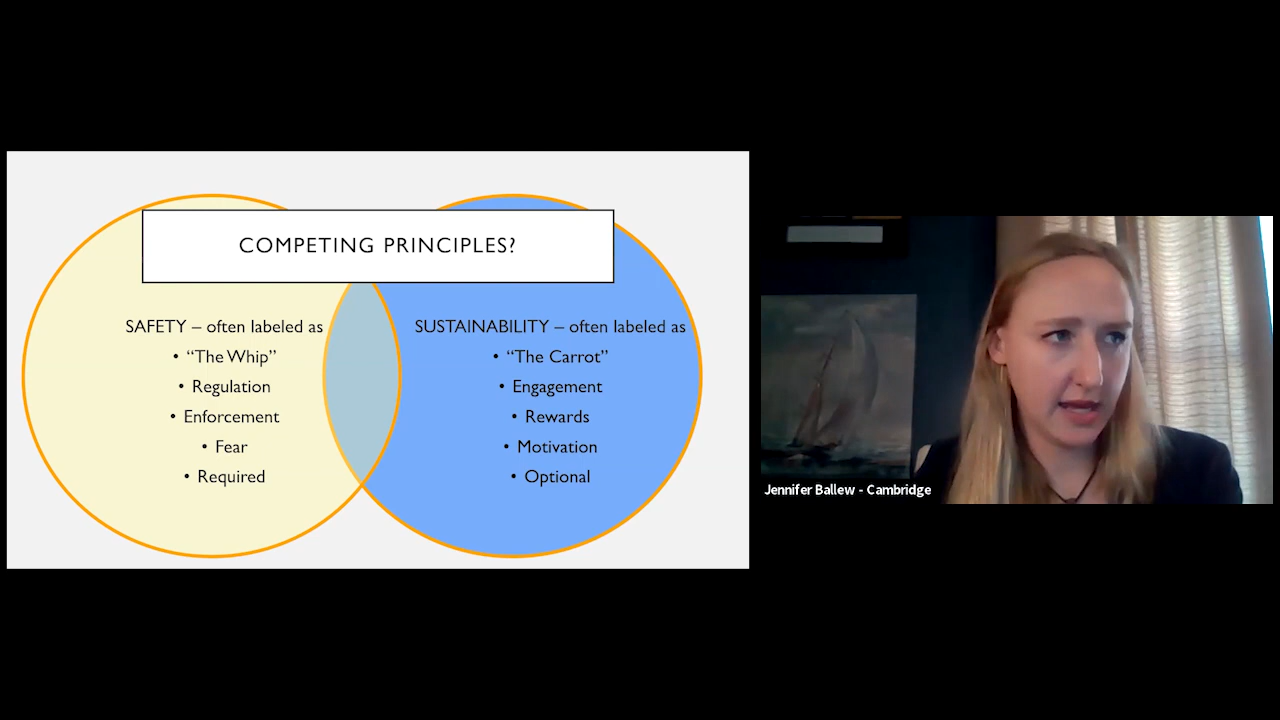 COMPETING PRINCIPLES?
SAFETY – often labeled as
• “The Whip”
• Regulation
• Enforcement
• Fear
• Required
SUSTAINABILITY – often labeled as
• “The Carrot”
• Engagement
• Rewards
• Motivation
• Optional
Jennifer Ballew - Cambridge